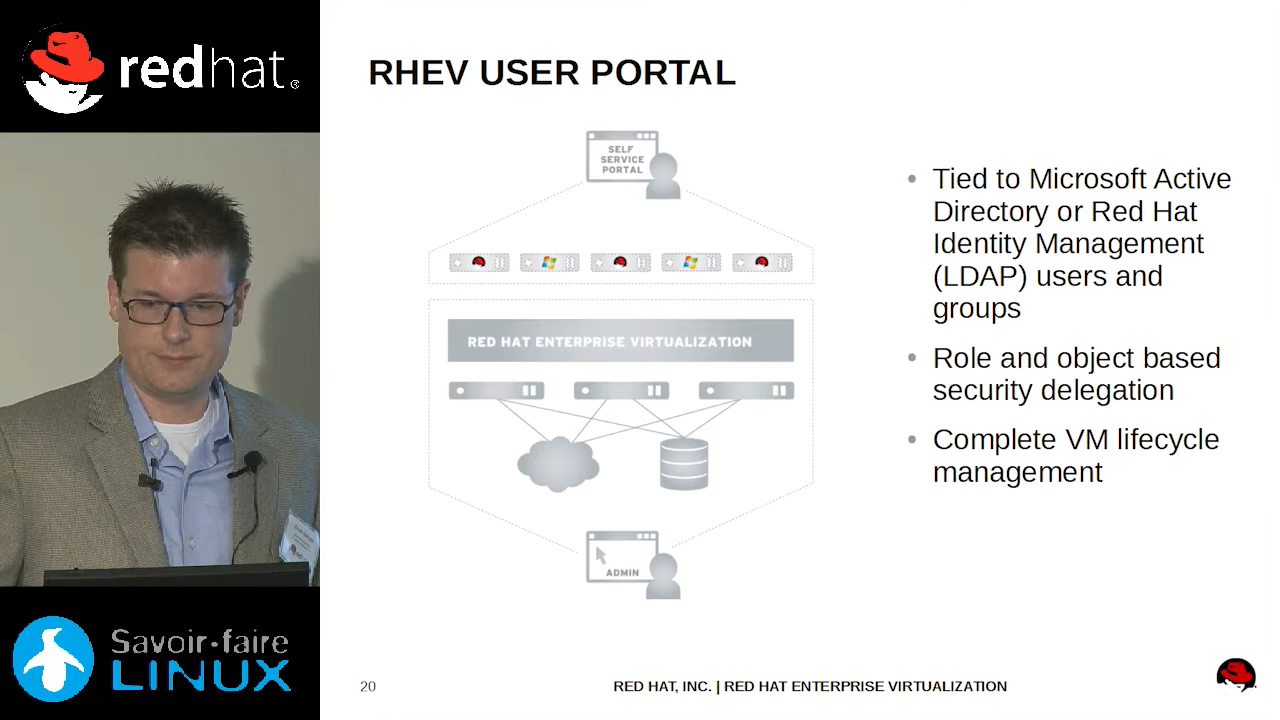 redhat.
RHEV USER PORTAL
SELF
SERVICE
PORTAL
RED HAT ENTERPRISE VIRTUALIZATION
ADMIN
• Tied to Microsoft Active
Directory or Red Hat
Identity Management
(LDAP) users and
groups
• Role and object based
security delegation
• Complete VM lifecycle
management
Savoir-faire
LINUX
20
RED HAT, INC. | RED HAT ENTERPRISE VIRTUALIZATION